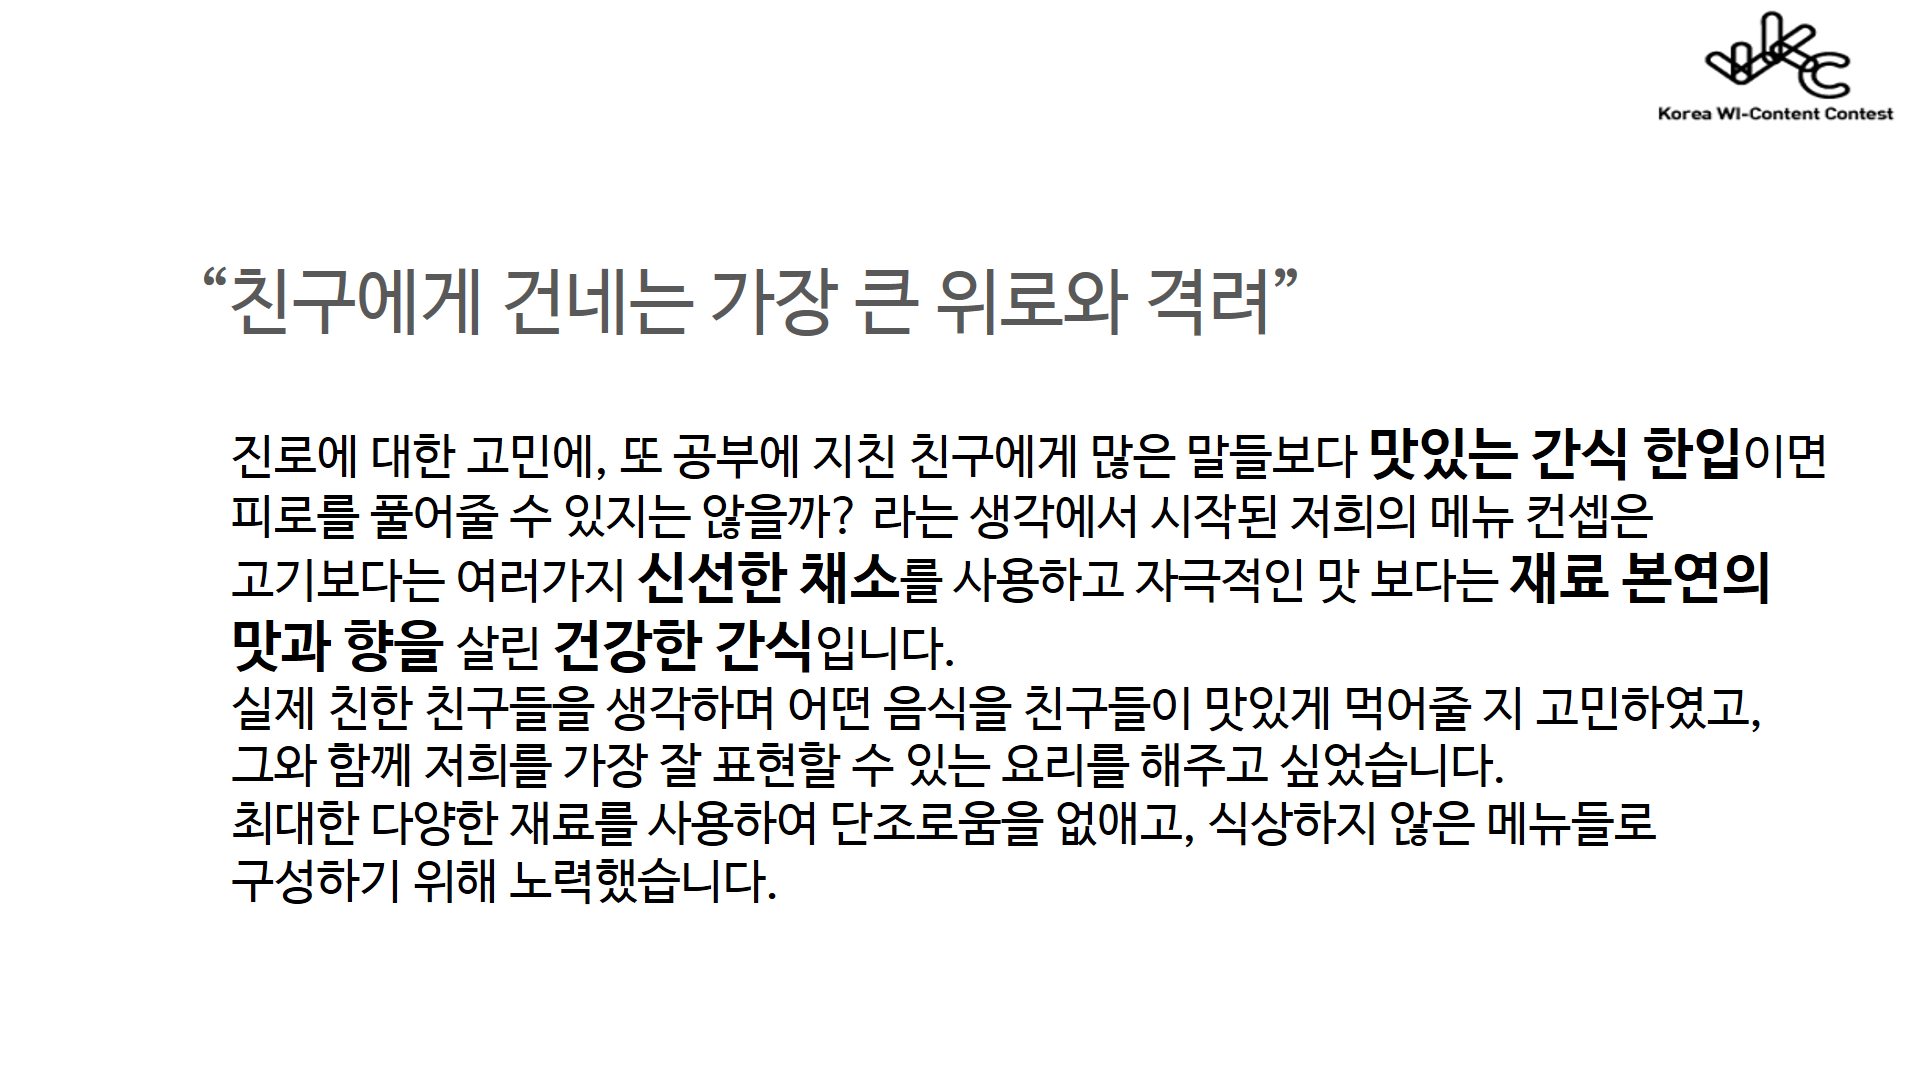 Korea WI-Content Contest
“친구에게 건네는 가장 큰 위로와 격려”
진로에 대한 고민에, 또 공부에 지친 친구에게 많은 말들보다 맛있는 간식 한입이면
피로를 풀어줄 수 있지는 않을까? 라는 생각에서 시작된 저희의 메뉴 컨셉은
고기보다는 여러가지 신선한 채소를 사용하고 자극적인 맛 보다는 재료 본연의
맛과 향을 살린 건강한 간식입니다.
실제 친한 친구들을 생각하며 어떤 음식을 친구들이 맛있게 먹어줄 지 고민하였고,
그와 함께 저희를 가장 잘 표현할 수 있는 요리를 해주고 싶었습니다.
최대한 다양한 재료를 사용하여 단조로움을 없애고, 식상하지 않은 메뉴들로
구성하기 위해 노력했습니다.